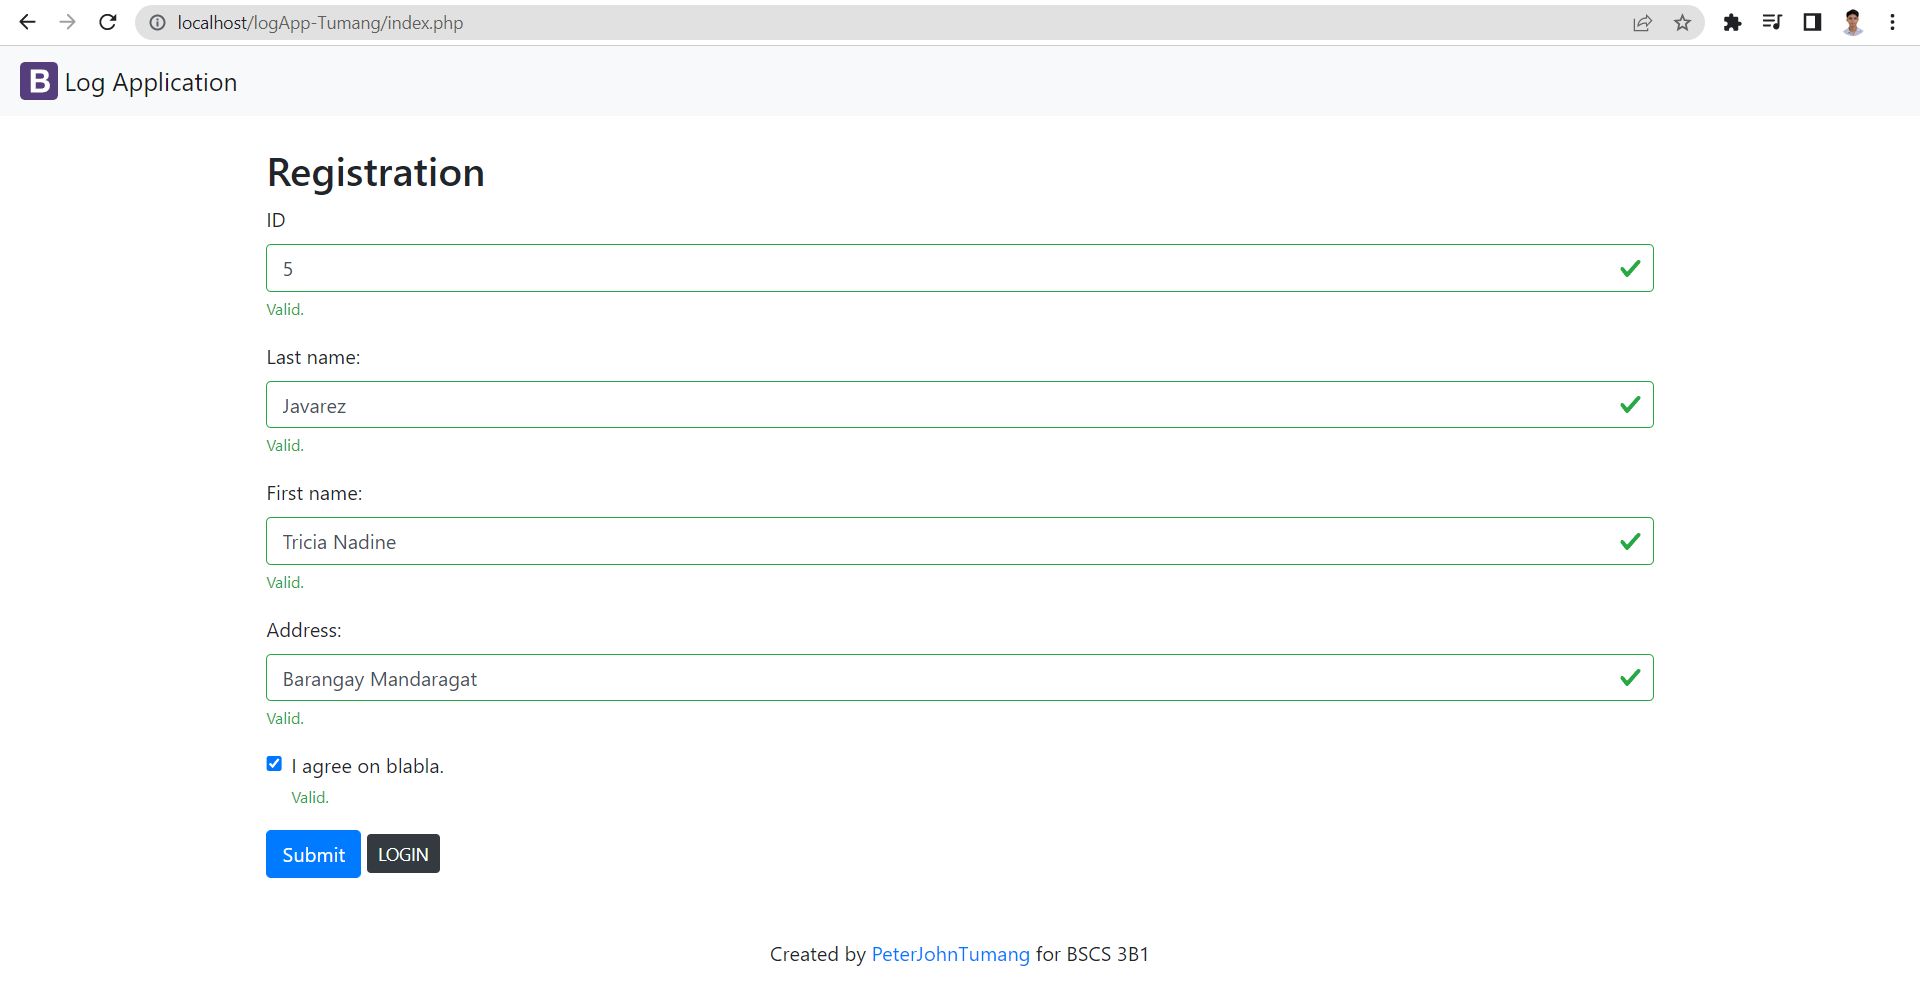 localhost/logApp-Tumang/index.php
B Log Application
Registration
ID
5
Valid.
Last name:
Javarez
Valid.
First name:
Tricia Nadine
Valid.
Address:
Barangay Mandaragat
Valid.
I agree on blabla.
Valid.
Submit LOGIN
Created by PeterJohnTumang for BSCS 3B1